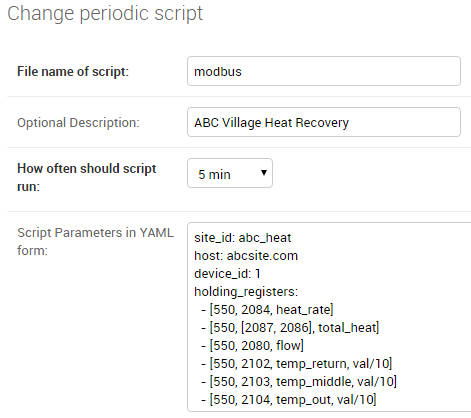 Change periodic script
File name of script:
modbus
Optional Description:
ABC Village Heat Recovery
How often should script
run:
5 min
Script Parameters in YAML
form:
site_id: abc_heat
host: abcsite.com
device_id: 1
holding_registers:
- [550, 2084, heat_rate]
- [550, [2087, 2086], total_heat]
- [550, 2080, flow]
- [550, 2102, temp_return, val/10]
- [550, 2103, temp_middle, val/10]
- [550, 2104, temp_out, val/10]